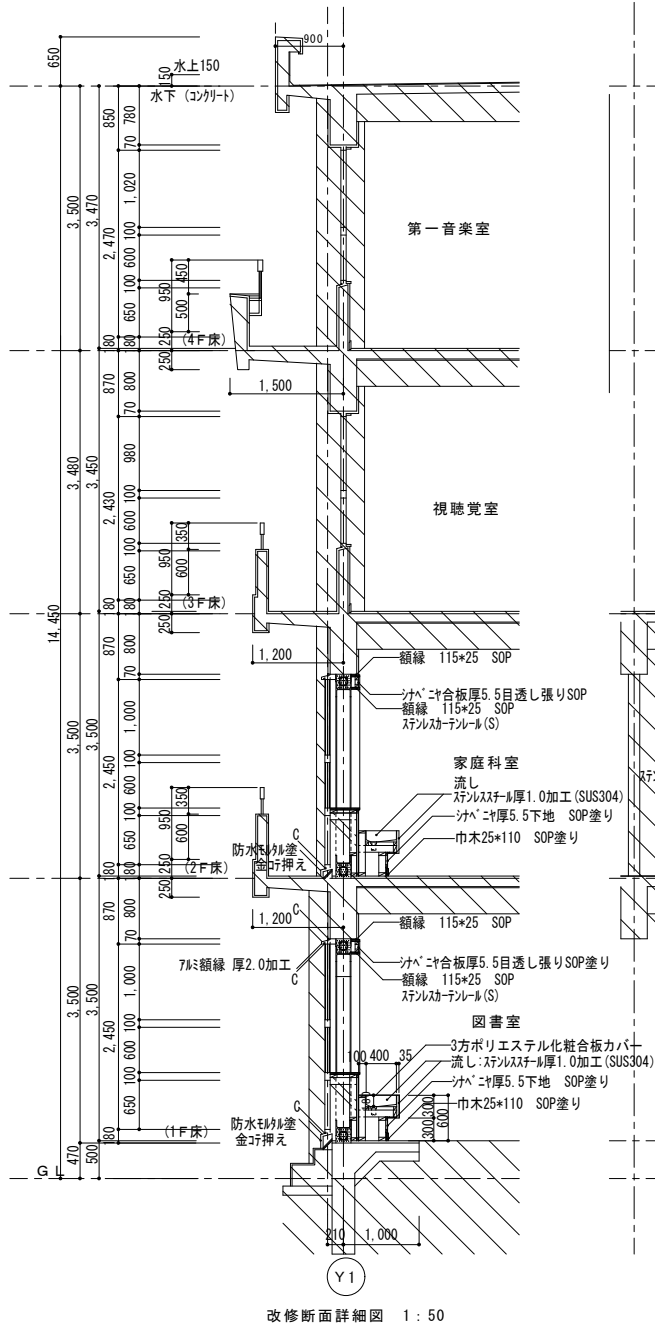 900
650
水上150
150
水下 (コンクリート)
850
780
70
1,020
3,500
3,470
2,470
100
600
100
650
80
80
950
450
500
250
250
(4F床)
第一音楽室
1,500
870
800
70
980
3,480
3,450
2,430
100
600
100
650
80
80
950
350
600
250
250
(3F床)
視聴覚室
14,450
1,200
870
800
70
1,000
3,500
3,500
2,450
100
600
100
650
80
80
950
350
600
250
250
(2F床)
額縁 115*25 SOP
シナベニヤ合板厚5.5目透し張りSOP
額縁 115*25 SOP
ステンレスカーテンレール(S)
家庭科室
流し
ステンレススチール厚1.0加工(SUS304)
シナベニヤ厚5.5下地 SOP塗り
巾木25*110 SOP塗り
C
防水モルタル塗
金コテ押え
C
1,200
870
800
70
1,000
3,500
3,500
2,450
100
600
100
650
80
80
(1F床)
470
500
GL
額縁 115*25 SOP
アルミ額縁 厚2.0加工
C
C
シナベニヤ合板厚5.5目透し張りSOP塗り
額縁 115*25 SOP
ステンレスカーテンレール(S)
図書室
100
400
35
3方ポリエステル化粧合板カバー
流し:ステンレススチール厚1.0加工(SUS304)
シナベニヤ厚5.5下地 SOP塗り
巾木25*110 SOP塗り
C
防水モルタル塗
金コテ押え
C
300
300
600
210
1,000
Y1
改修断面詳細図 1:50